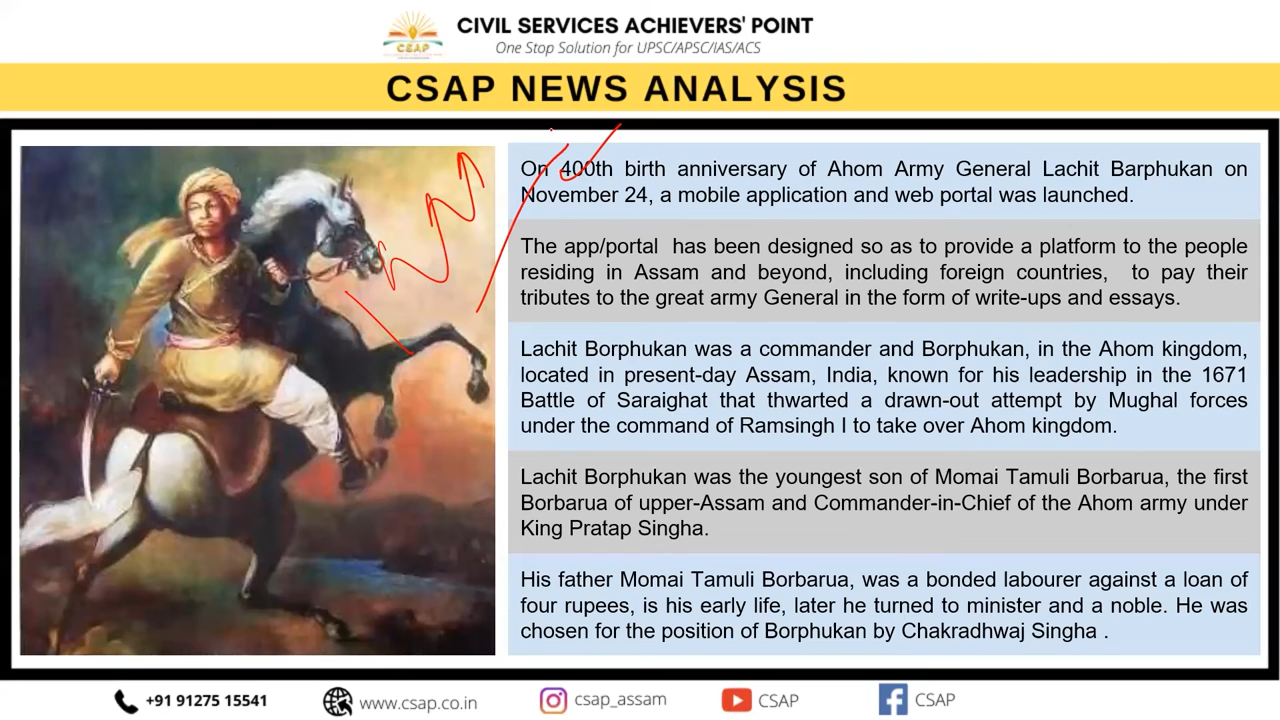 CIVIL SERVICES ACHIEVERS' POINT
CSAP
One Stop Solution for UPSC/APSC/IAS/ACS
CSAP NEWS ANALYSIS
On 400th birth anniversary of Ahom Army General Lachit Barphukan on
November 24, a mobile application and web portal was launched.
The app/portal has been designed so as to provide a platform to the people
residing in Assam and beyond, including foreign countries, to pay their
tributes to the great army General in the form of write-ups and essays.
Lachit Borphukan was a commander and Borphukan, in the Ahom kingdom,
located in present-day Assam, India, known for his leadership in the 1671
Battle of Saraighat that thwarted a drawn-out attempt by Mughal forces
under the command of Ramsingh I to take over Ahom kingdom.
Lachit Borphukan was the youngest son of Momai Tamuli Borbarua, the first
Borbarua of upper-Assam and Commander-in-Chief of the Ahom army under
King Pratap Singha.
His father Momai Tamuli Borbarua, was a bonded labourer against a loan of
four rupees, is his early life, later he turned to minister and a noble. He was
chosen for the position of Borphukan by Chakradhwaj Singha .
+91 91275 15541
www.csap.co.in
csap_assam
CSAP
CSAP